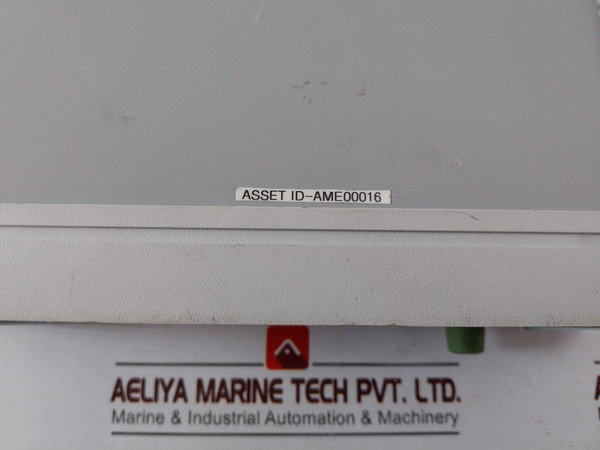 ASSET ID-AME00016
AELIYA MARINE TECH PVT. LTD.
Marine & Industrial Automation & Machinery